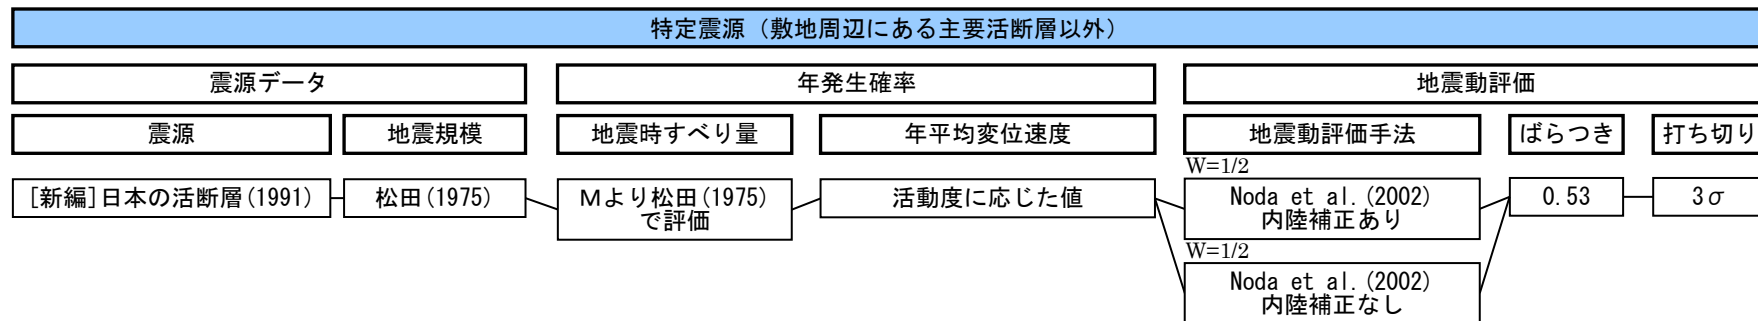 特定震源（敷地周辺にある主要活断層以外）
震源データ
年発生確率
地震動評価
震源
地震規模
地震時すべり量
年平均変位速度
地震動評価手法
ばらつき
打ち切り
[新編]日本の活断層(1991)
松田(1975)
Mより松田(1975)
で評価
活動度に応じた値
W=1/2
Noda et al.(2002)
内陸補正あり
0.53
3σ
W=1/2
Noda et al.(2002)
内陸補正なし